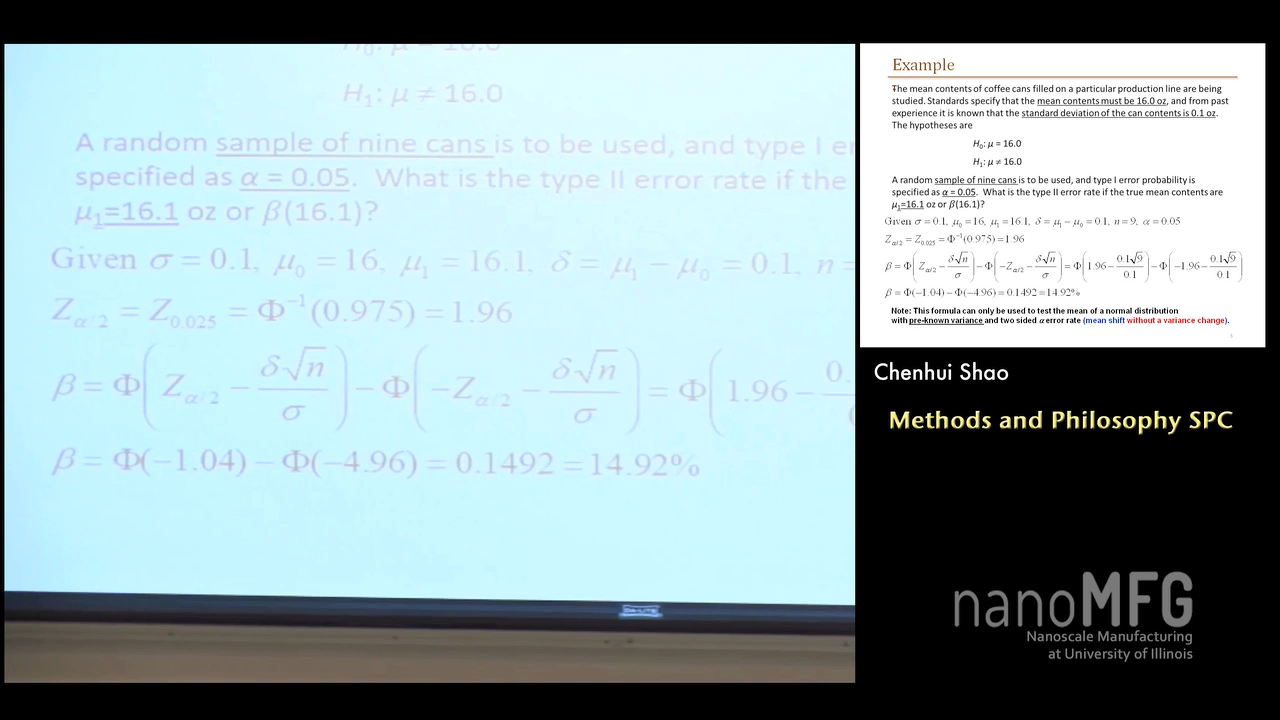 H₀: μ = 16.0
H₁: μ ≠ 16.0
A random sample of nine cans is to be used, and type I er
specified as α = 0.05. What is the type II error rate if the
μ₁=16.1 oz or β(16.1)?
Given σ = 0.1, μ₀ = 16, μ₁ = 16.1, δ = μ₁ − μ₀ = 0.1, n =
Z_{α/2} = Z_{0.025} = Φ⁻¹(0.975) = 1.96
β = Φ(Z_{α/2} − δ√n/σ) − Φ(−Z_{α/2} − δ√n/σ) = Φ(1.96 − 0.
β = Φ(−1.04) − Φ(−4.96) = 0.1492 = 14.92%
DA-LITE
Example
The mean contents of coffee cans filled on a particular production line are being
studied. Standards specify that the mean contents must be 16.0 oz, and from past
experience it is known that the standard deviation of the can contents is 0.1 oz.
The hypotheses are
H₀: μ = 16.0
H₁: μ ≠ 16.0
A random sample of nine cans is to be used, and type I error probability is
specified as α = 0.05. What is the type II error rate if the true mean contents are
μ₁=16.1 oz or β(16.1)?
Given σ = 0.1, μ₀ = 16, μ₁ = 16.1, δ = μ₁ − μ₀ = 0.1, n = 9, α = 0.05
Z_{α/2} = Z_{0.025} = Φ⁻¹(0.975) = 1.96
β = Φ(Z_{α/2} − δ√n/σ) − Φ(−Z_{α/2} − δ√n/σ) = Φ(1.96 − 0.1√9/0.1) − Φ(−1.96 − 0.1√9/0.1)
β = Φ(−1.04) − Φ(−4.96) = 0.1492 = 14.92%
Note: This formula can only be used to test the mean of a normal distribution
with pre-known variance and two sided α error rate (mean shift without a variance change).
Chenhui Shao
Methods and Philosophy SPC
nanoMFG
Nanoscale Manufacturing
at University of Illinois